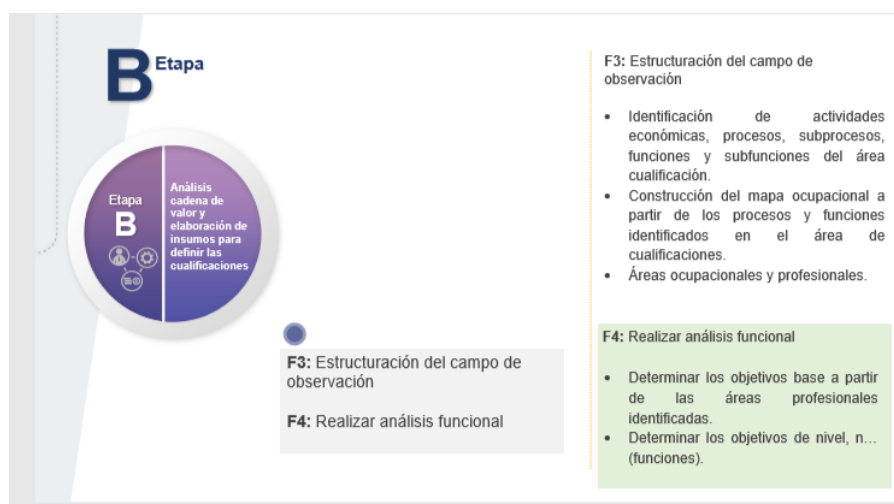 B Etapa
Etapa
B
Análisis
cadena de
valor y
elaboración de
insumos para
definir las
cualificaciones
F3: Estructuración del campo de
observación
F4: Realizar análisis funcional
F3: Estructuración del campo de
observación
• Identificación de actividades
económicas, procesos, subprocesos,
funciones y subfunciones del área
cualificación.
• Construcción del mapa ocupacional a
partir de los procesos y funciones
identificados en el área de
cualificaciones.
• Áreas ocupacionales y profesionales.
F4: Realizar análisis funcional
• Determinar los objetivos base a partir
de las áreas profesionales
identificadas.
• Determinar los objetivos de nivel, n…
(funciones).